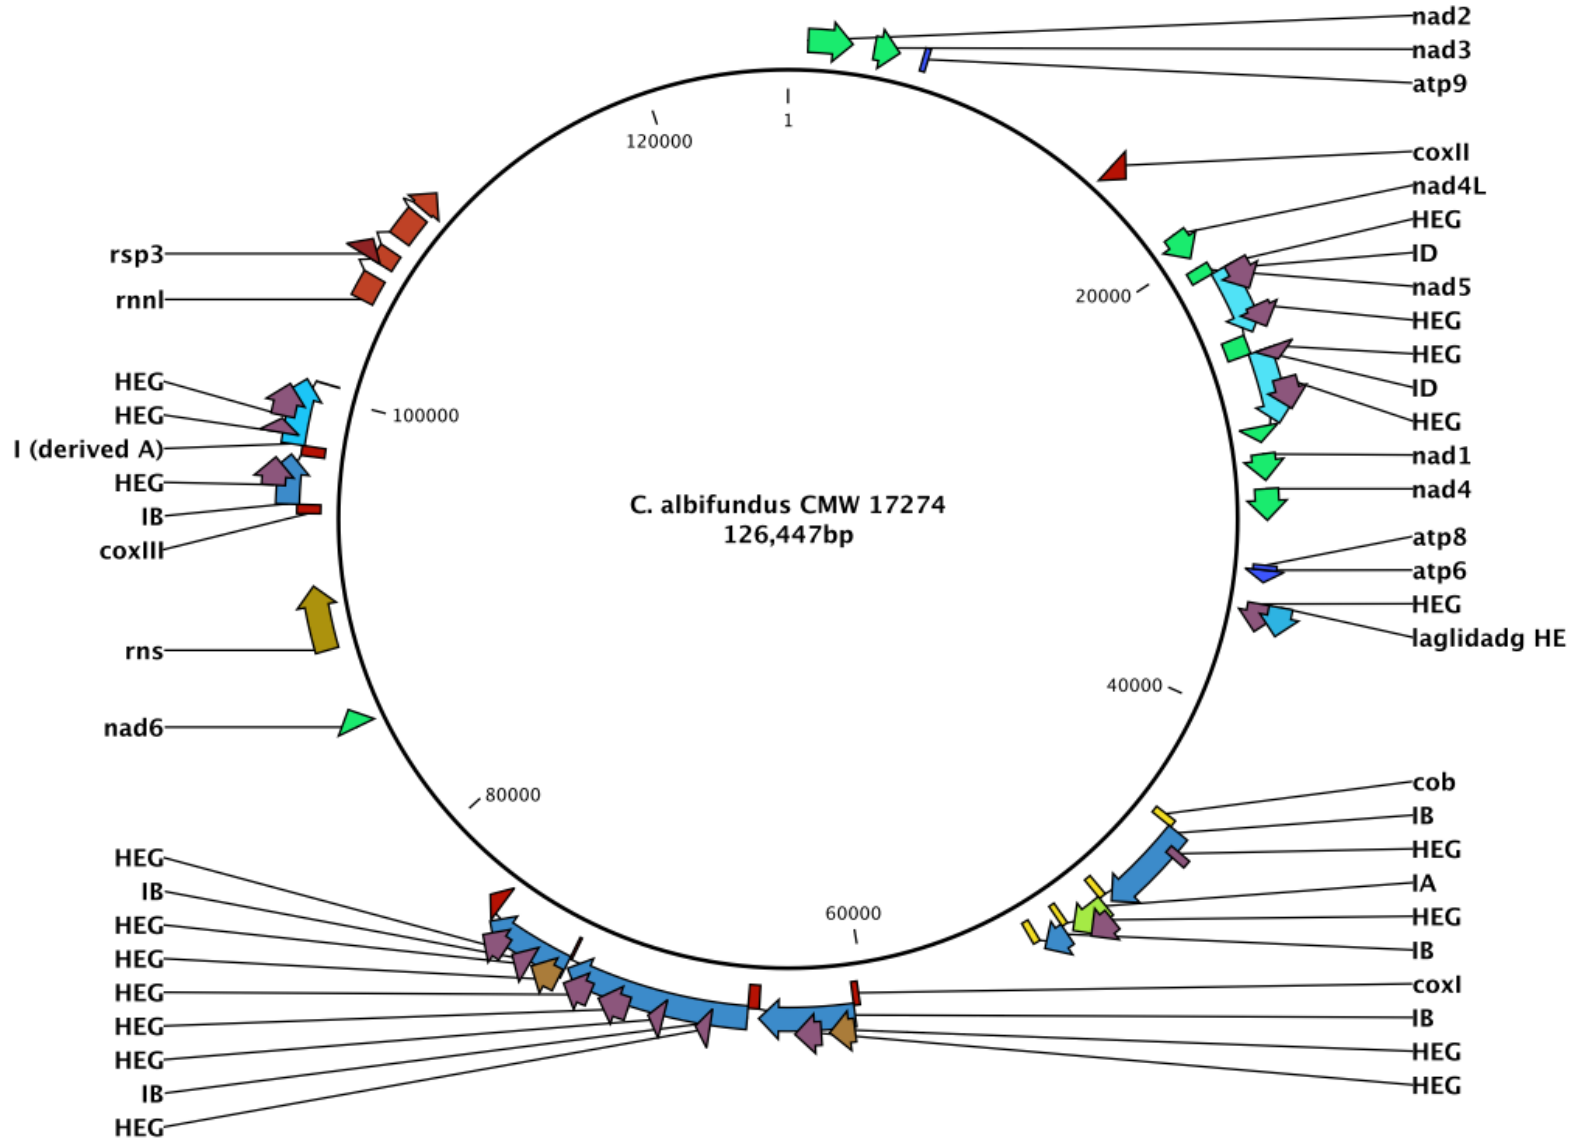 nad2
nad3
atp9
coxII
nad4L
HEG
ID
nad5
HEG
HEG
ID
HEG
nad1
nad4
atp8
atp6
HEG
laglidadg HE
cob
IB
HEG
IA
HEG
IB
coxI
IB
HEG
HEG
rsp3
rnnl
HEG
HEG
I (derived A)
HEG
IB
coxIII
rns
nad6
HEG
IB
HEG
HEG
HEG
HEG
HEG
IB
HEG
1
20000
40000
60000
80000
100000
120000
C. albifundus CMW 17274
126,447bp